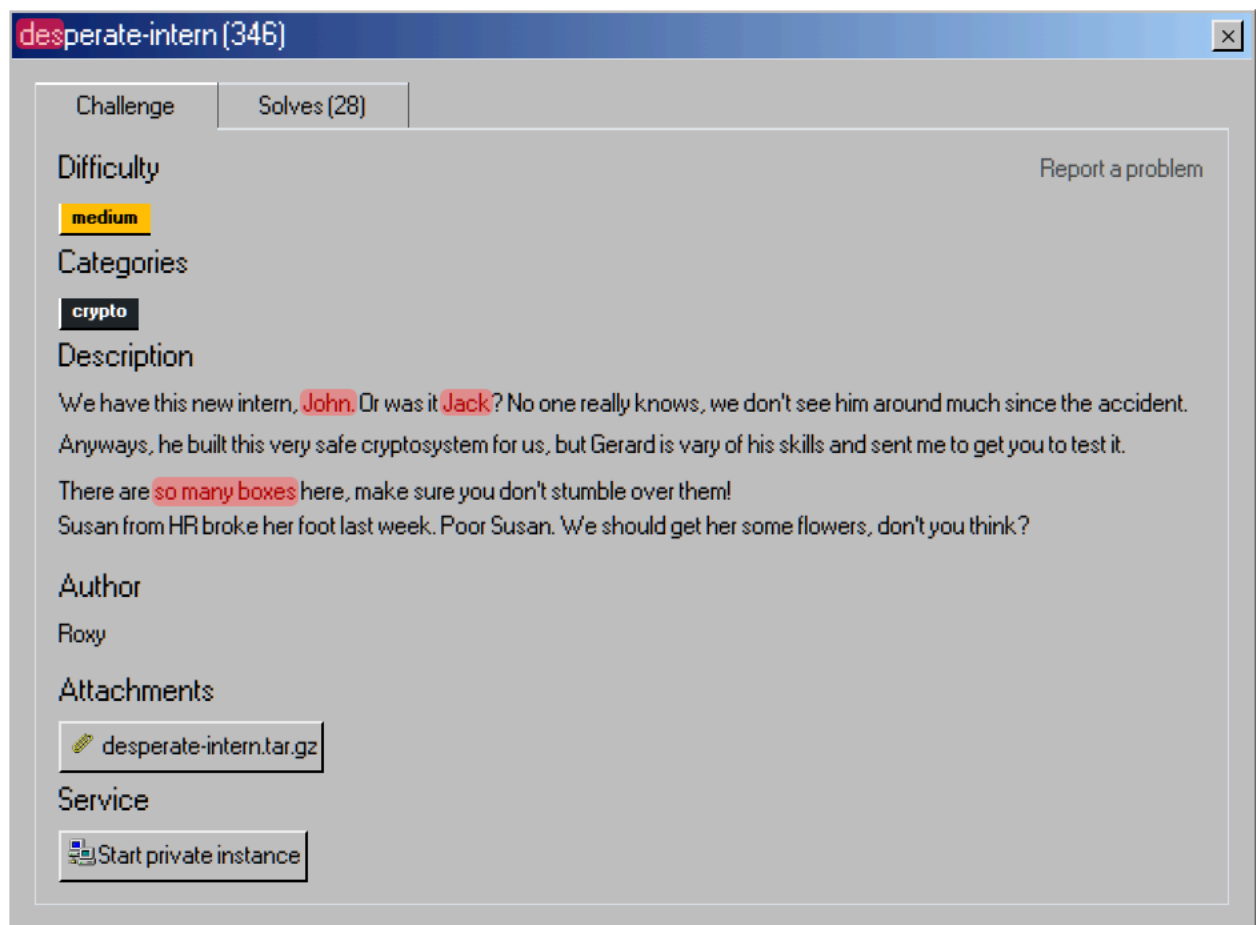 desperate-intern (346)
Challenge
Solves (28)
Difficulty
Report a problem
medium
Categories
crypto
Description
We have this new intern, John. Or was it Jack? No one really knows, we don't see him around much since the accident.
Anyways, he built this very safe cryptosystem for us, but Gerard is vary of his skills and sent me to get you to test it.
There are so many boxes here, make sure you don't stumble over them!
Susan from HR broke her foot last week. Poor Susan. We should get her some flowers, don't you think?
Author
Roxy
Attachments
desperate-intern.tar.gz
Service
Start private instance